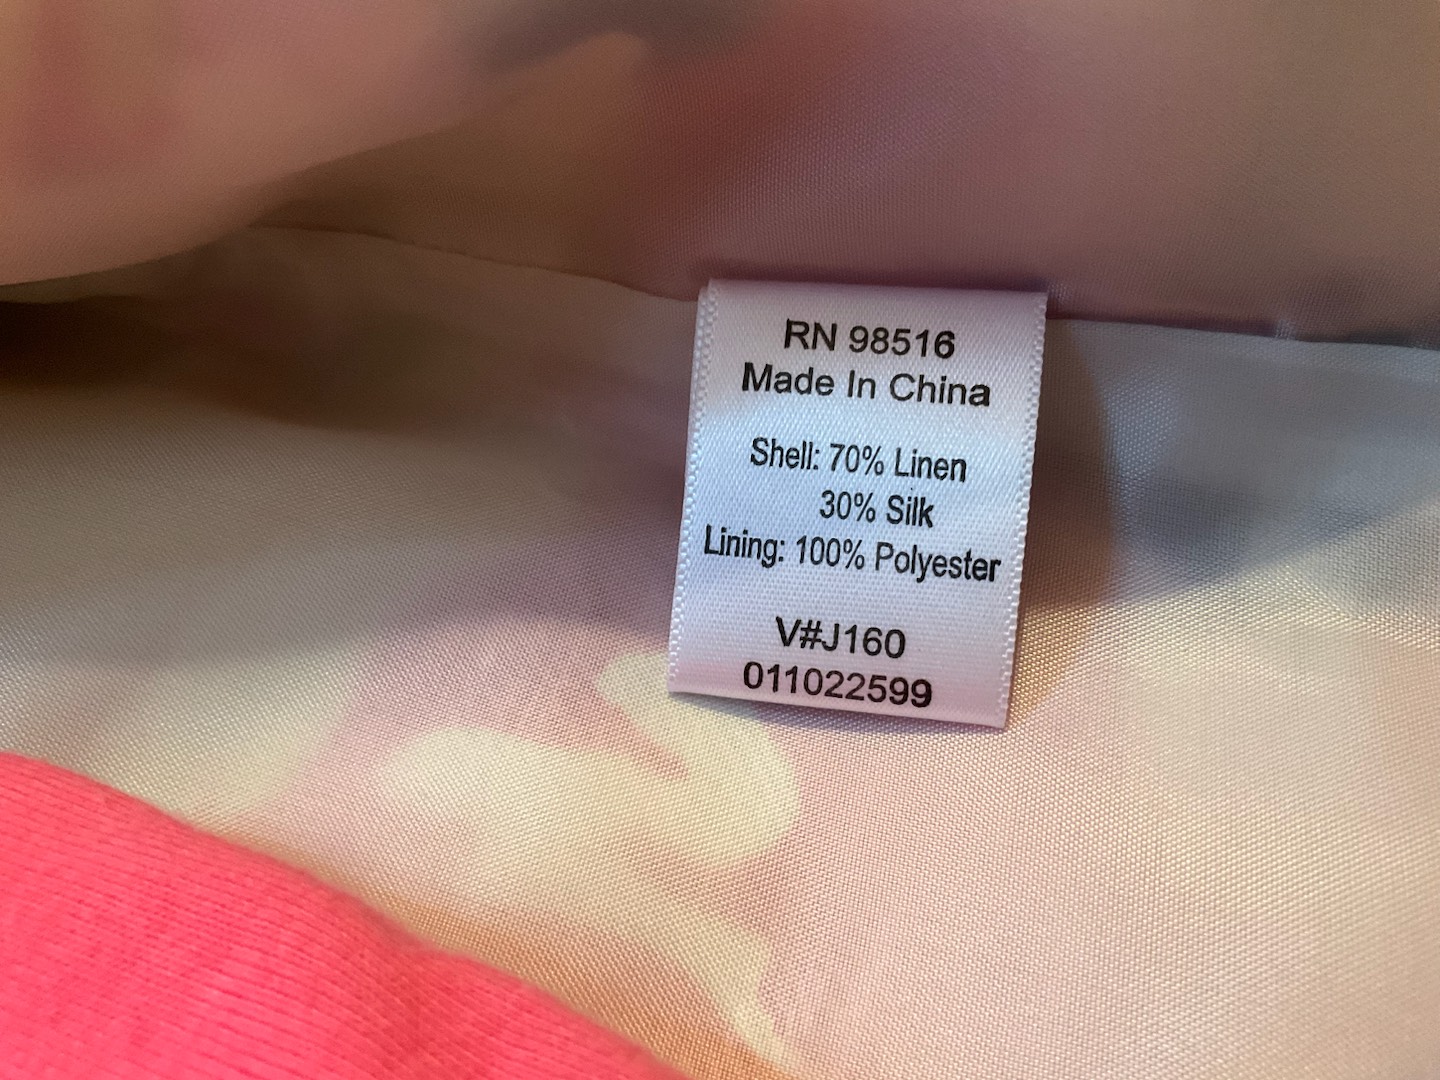 RN 98516
Made In China
Shell: 70% Linen
30% Silk
Lining: 100% Polyester
V#J160
011022599